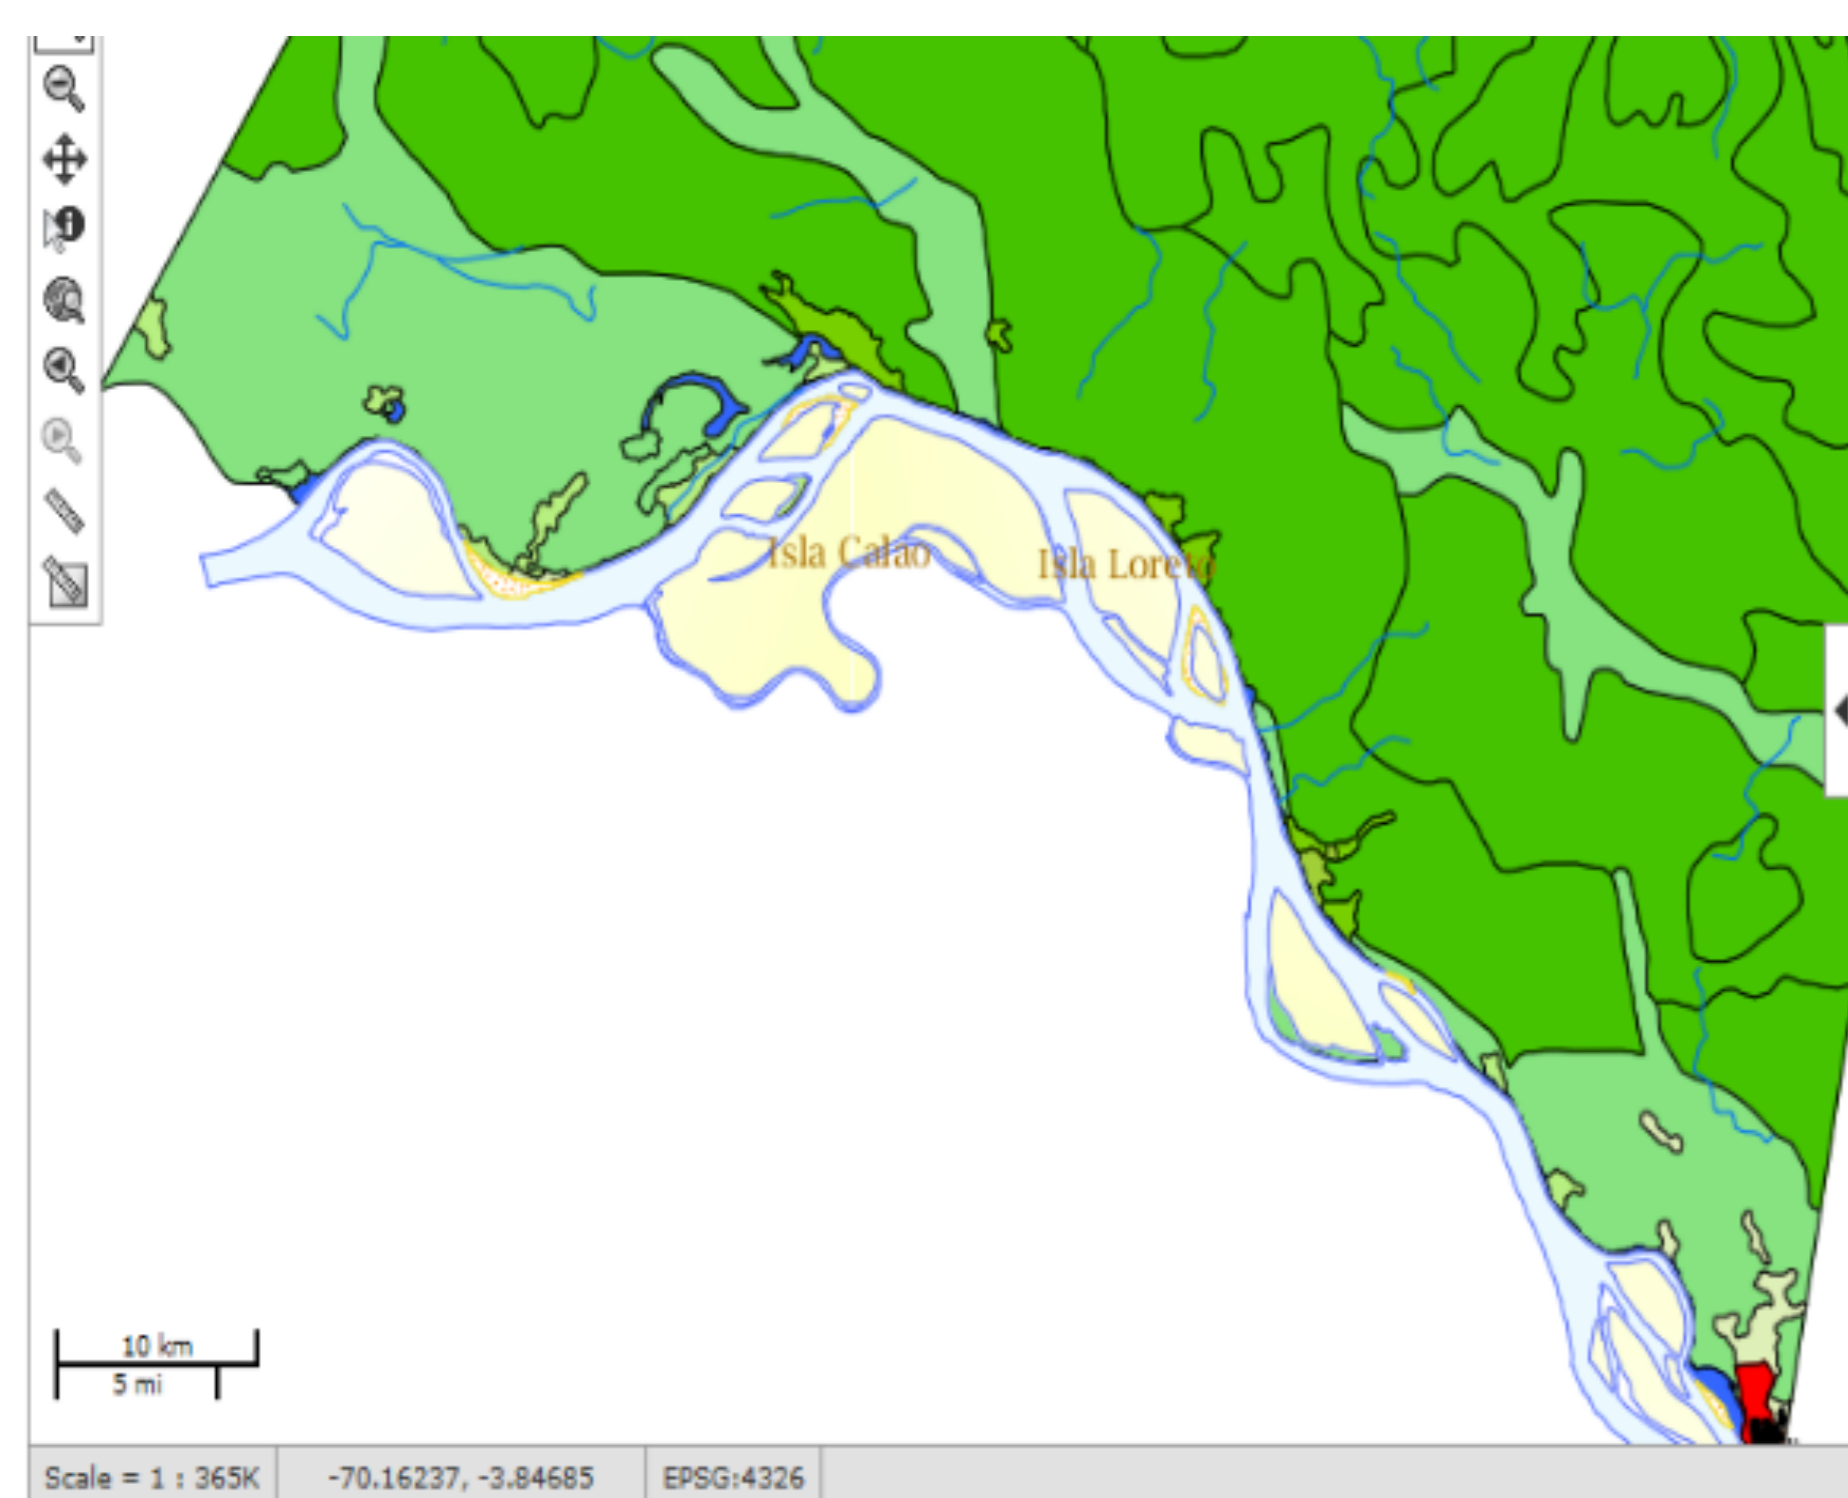 Isla Calao
Isla Loreto
10 km
5 mi
Scale = 1 : 365K
-70.16237, -3.84685
EPSG:4326